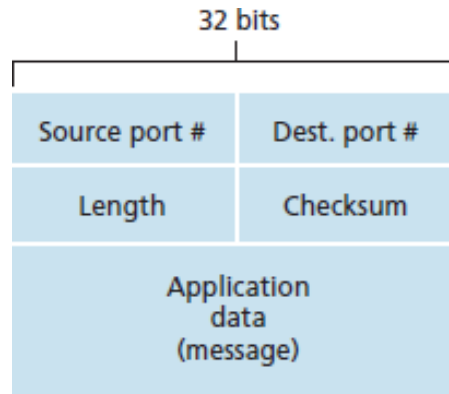 32 bits
Source port #
Dest. port #
Length
Checksum
Application
data
(message)